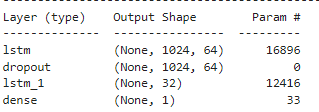 Layer (type) Output Shape Param #
------------- ------------------ ---------
lstm (None, 1024, 64) 16896
dropout (None, 1024, 64) 0
lstm_1 (None, 32) 12416
dense (None, 1) 33